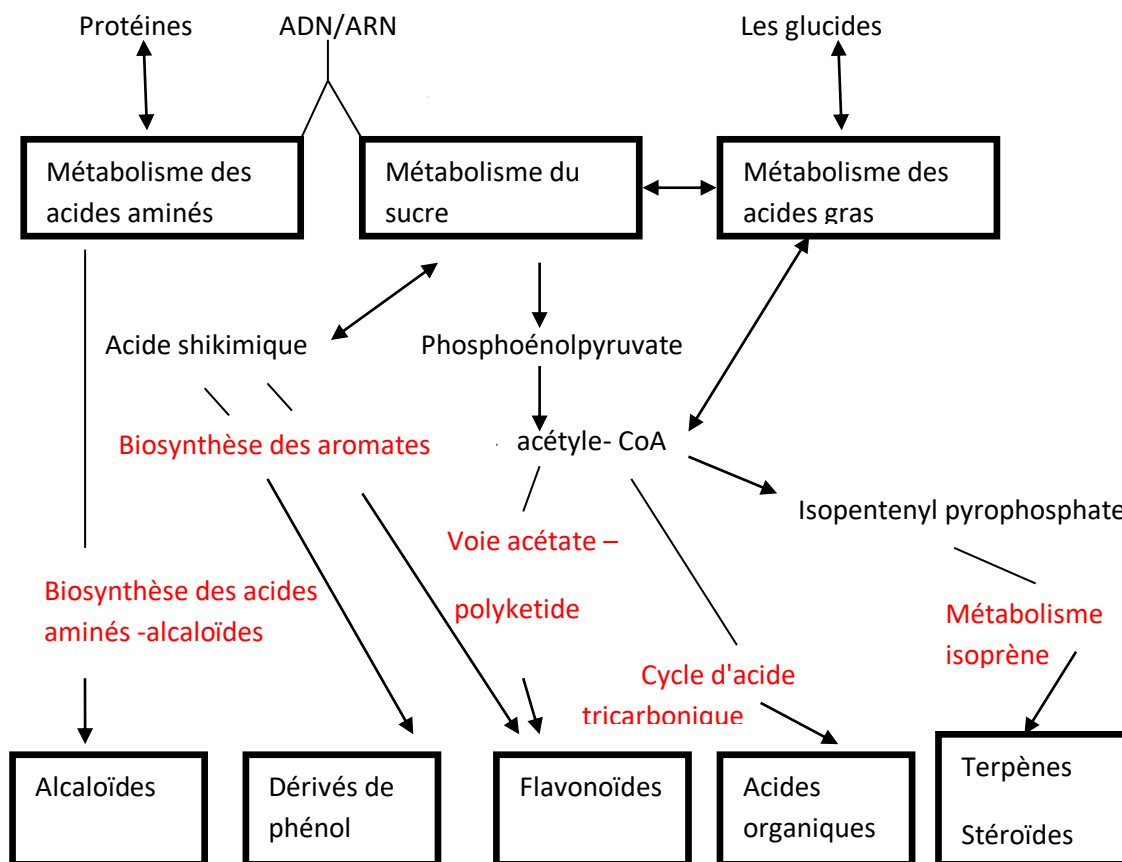 Protéines
ADN/ARN
Les glucides
Métabolisme des
acides aminés
Métabolisme du
sucre
Métabolisme des
acides gras
Acide shikimique
Phosphoénolpyruvate
Biosynthèse des aromates
acétyle- CoA
Isopentenyl pyrophosphate
Voie acétate –
polyketide
Biosynthèse des acides
aminés -alcaloïdes
Métabolisme
isoprène
Cycle d'acide
tricarbonique
Alcaloïdes
Dérivés de
phénol
Flavonoïdes
Acides
organiques
Terpènes
Stéroïdes